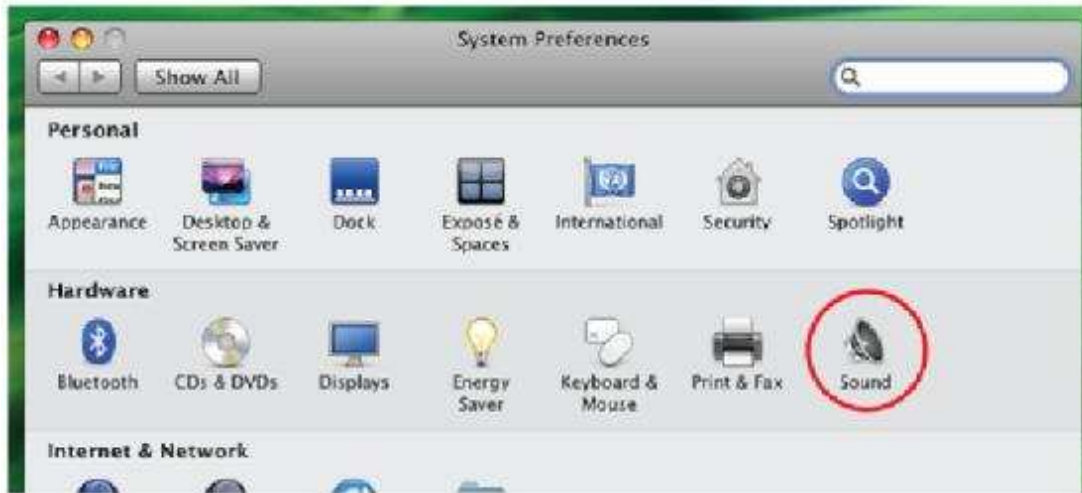 System Preferences
Show All
Personal
Appearance Desktop & Screen Saver Dock Exposé & Spaces International Security Spotlight
Hardware
Bluetooth CDs & DVDs Displays Energy Saver Keyboard & Mouse Print & Fax Sound
Internet & Network